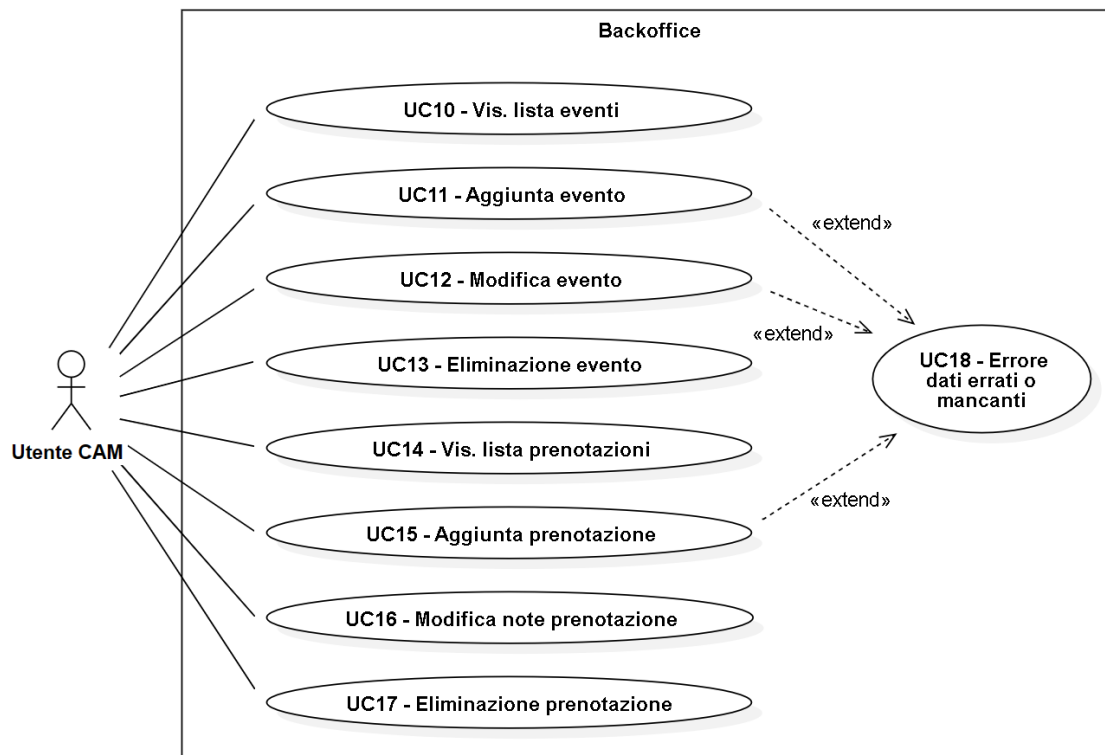 Backoffice
UC10 - Vis. lista eventi
UC11 - Aggiunta evento
«extend»
UC12 - Modifica evento
«extend»
UC13 - Eliminazione evento
UC18 - Errore
dati errati o
mancanti
Utente CAM
UC14 - Vis. lista prenotazioni
«extend»
UC15 - Aggiunta prenotazione
UC16 - Modifica note prenotazione
UC17 - Eliminazione prenotazione